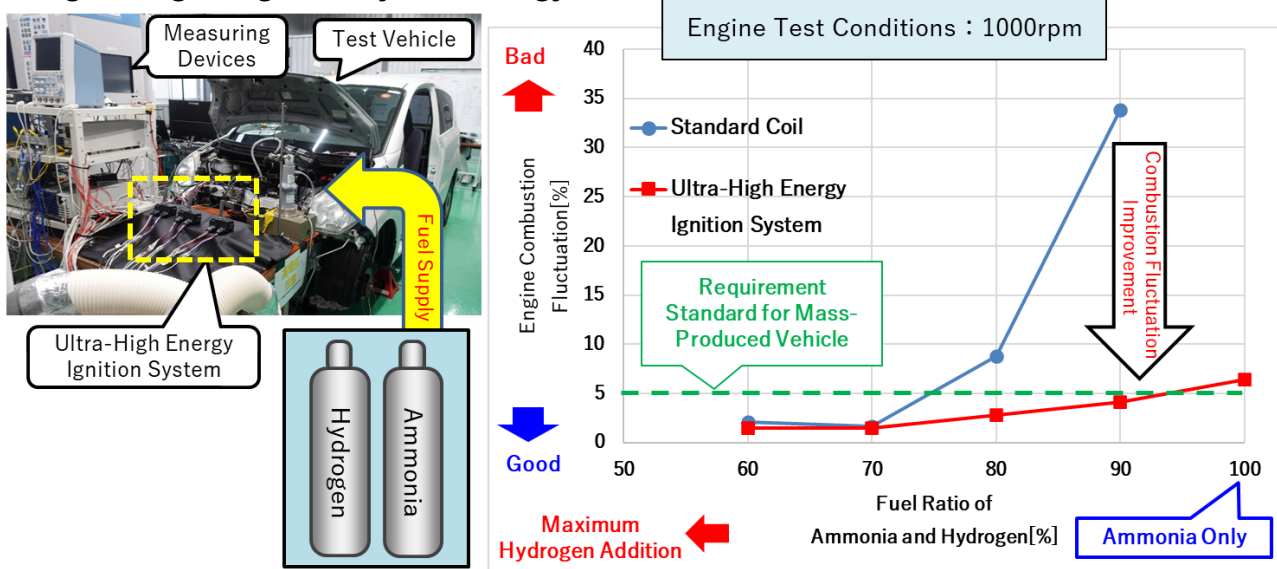 Measuring
Devices
Test Vehicle
Fuel Supply
Ultra-High Energy
Ignition System
Hydrogen
Ammonia
Engine Test Conditions：1000rpm
Bad
Good
Engine Combustion
Fluctuation[%]
40
35
30
25
20
15
10
5
0
Standard Coil
Ultra-High Energy
Ignition System
Requirement
Standard for Mass-
Produced Vehicle
Combustion Fluctuation
Improvement
50
60
70
80
90
100
Fuel Ratio of
Ammonia and Hydrogen[%]
Maximum
Hydrogen Addition
Ammonia Only